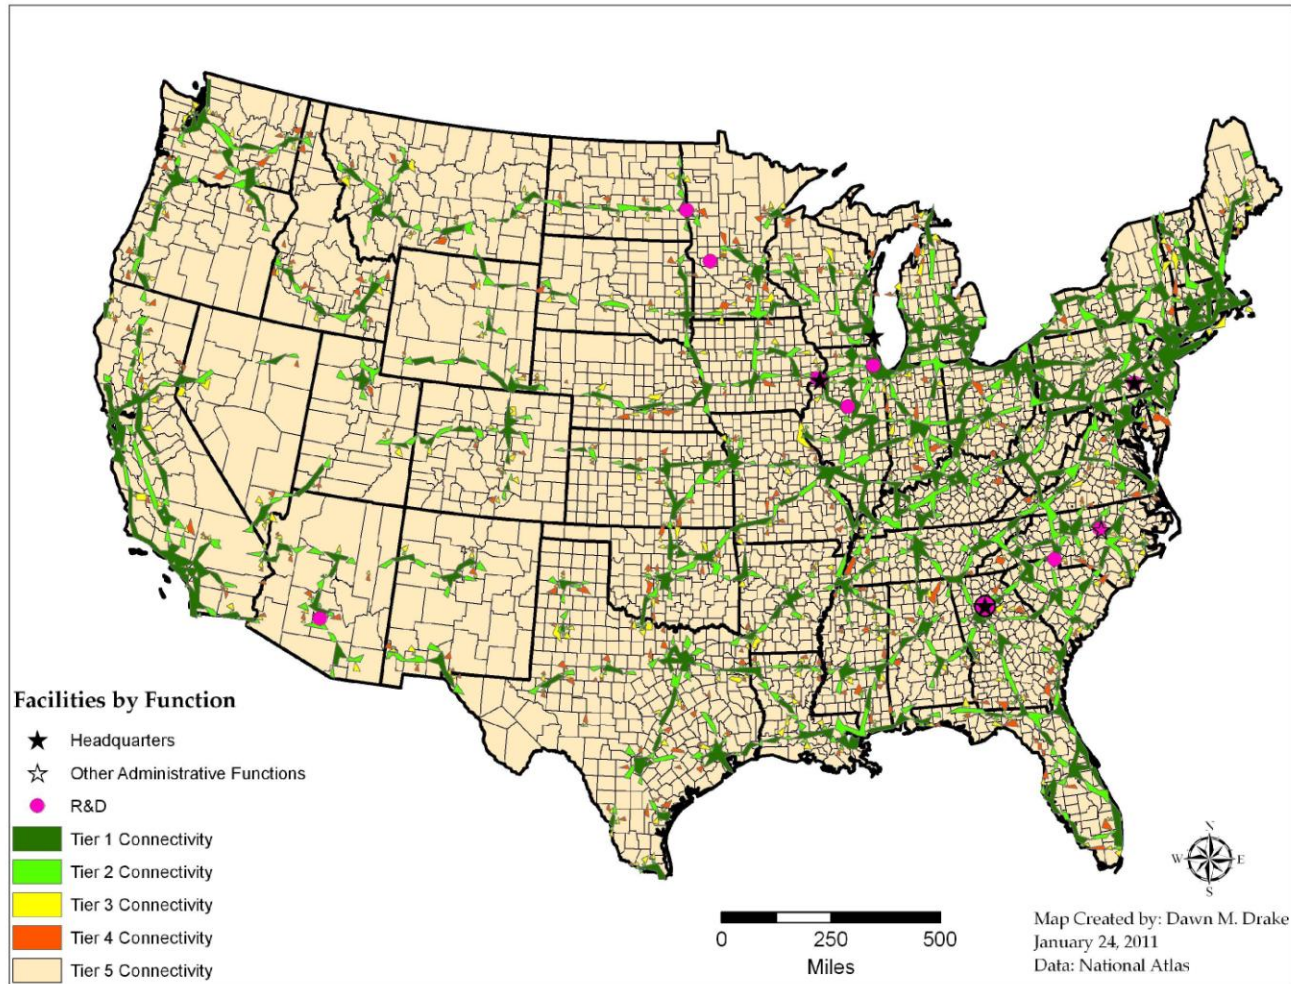 Facilities by Function
Headquarters
Other Administrative Functions
R&D
Tier 1 Connectivity
Tier 2 Connectivity
Tier 3 Connectivity
Tier 4 Connectivity
Tier 5 Connectivity
0 250 500
Miles
N
W E
S
Map Created by: Dawn M. Drake
January 24, 2011
Data: National Atlas